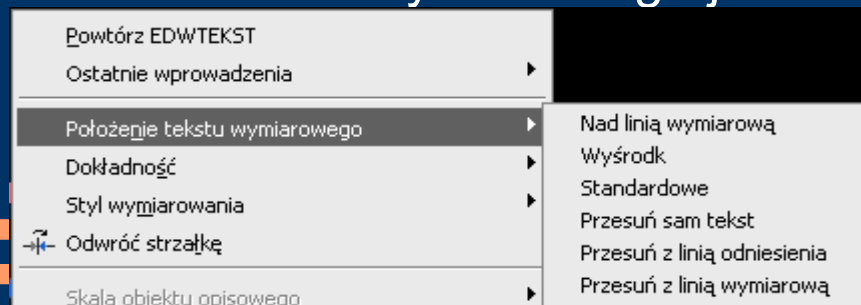 Powtórz EDWTEKST
Ostatnie wprowadzenia
Położenie tekstu wymiarowego
Dokładność
Styl wymiarowania
Odwróć strzałkę
Skala obiektu opisowego
Nad linią wymiarową
Wyśrodk
Standardowe
Przesuń sam tekst
Przesuń z linią odniesienia
Przesuń z linią wymiarową